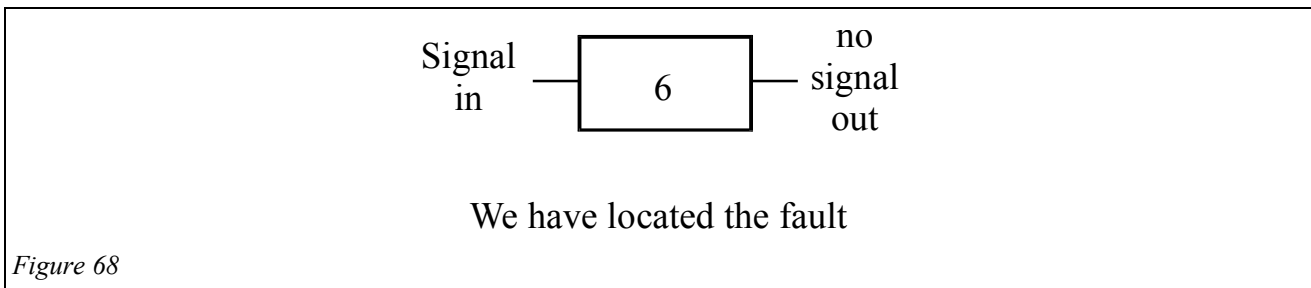 Signal
in
6
no
signal
out
We have located the fault
Figure 68